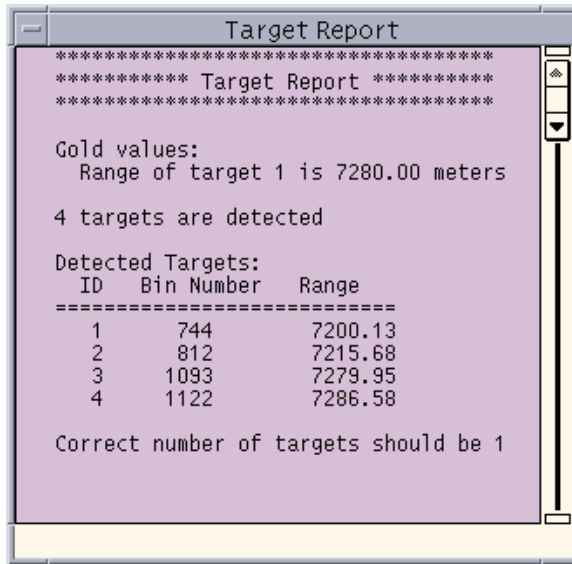 Target Report
************************************
*********** Target Report **********
************************************
Gold values:
Range of target 1 is 7280.00 meters
4 targets are detected
Detected Targets:
ID Bin Number Range
============================
1 744 7200.13
2 812 7215.68
3 1093 7279.95
4 1122 7286.58
Correct number of targets should be 1